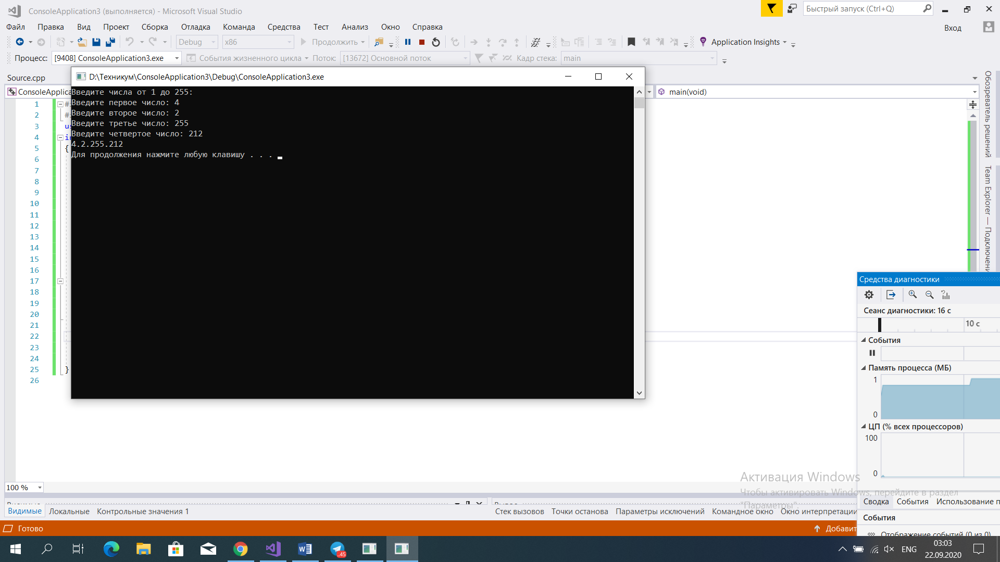 ConsoleApplication3 (выполняется) - Microsoft Visual Studio
Быстрый запуск (Ctrl+Q)
Файл Правка Вид Проект Сборка Отладка Команда Средства Тест Анализ Окно Справка
Вход
Debug x86 Продолжить Application Insights
Процесс: [9408] ConsoleApplication3.exe События жизненного цикла Поток: [13672] Основной поток Кадр стека: main
Source.cpp
D:\Техникум\ConsoleApplication3\Debug\ConsoleApplication3.exe
main(void)
Введите числа от 1 до 255:
Введите первое число: 4
Введите второе число: 2
Введите третье число: 255
Введите четвертое число: 212
4.2.255.212
Для продолжения нажмите любую клавишу . . .
1
2
3
4
5 {
6
7
8
9
10
11
12
13
14
15
16
17
18
19
20
21
22
23
24
25 }
26
Обозреватель решений
Team Explorer —
Средства диагностики
Сеанс диагностики: 16 с
10 с
События
Память процесса (МБ)
1
0
ЦП (% всех процессоров)
100
0
Активация Windows
Чтобы активировать Windows, перейдите в раздел
"Параметры".
Сводка События Использование
События
Отображение событий (0 из 0)
100 %
Видимые Локальные Контрольные значения 1
Стек вызовов Точки останова Параметры исключений Командное окно Окно интерпретации
Готово
45
ENG
03:03
22.09.2020